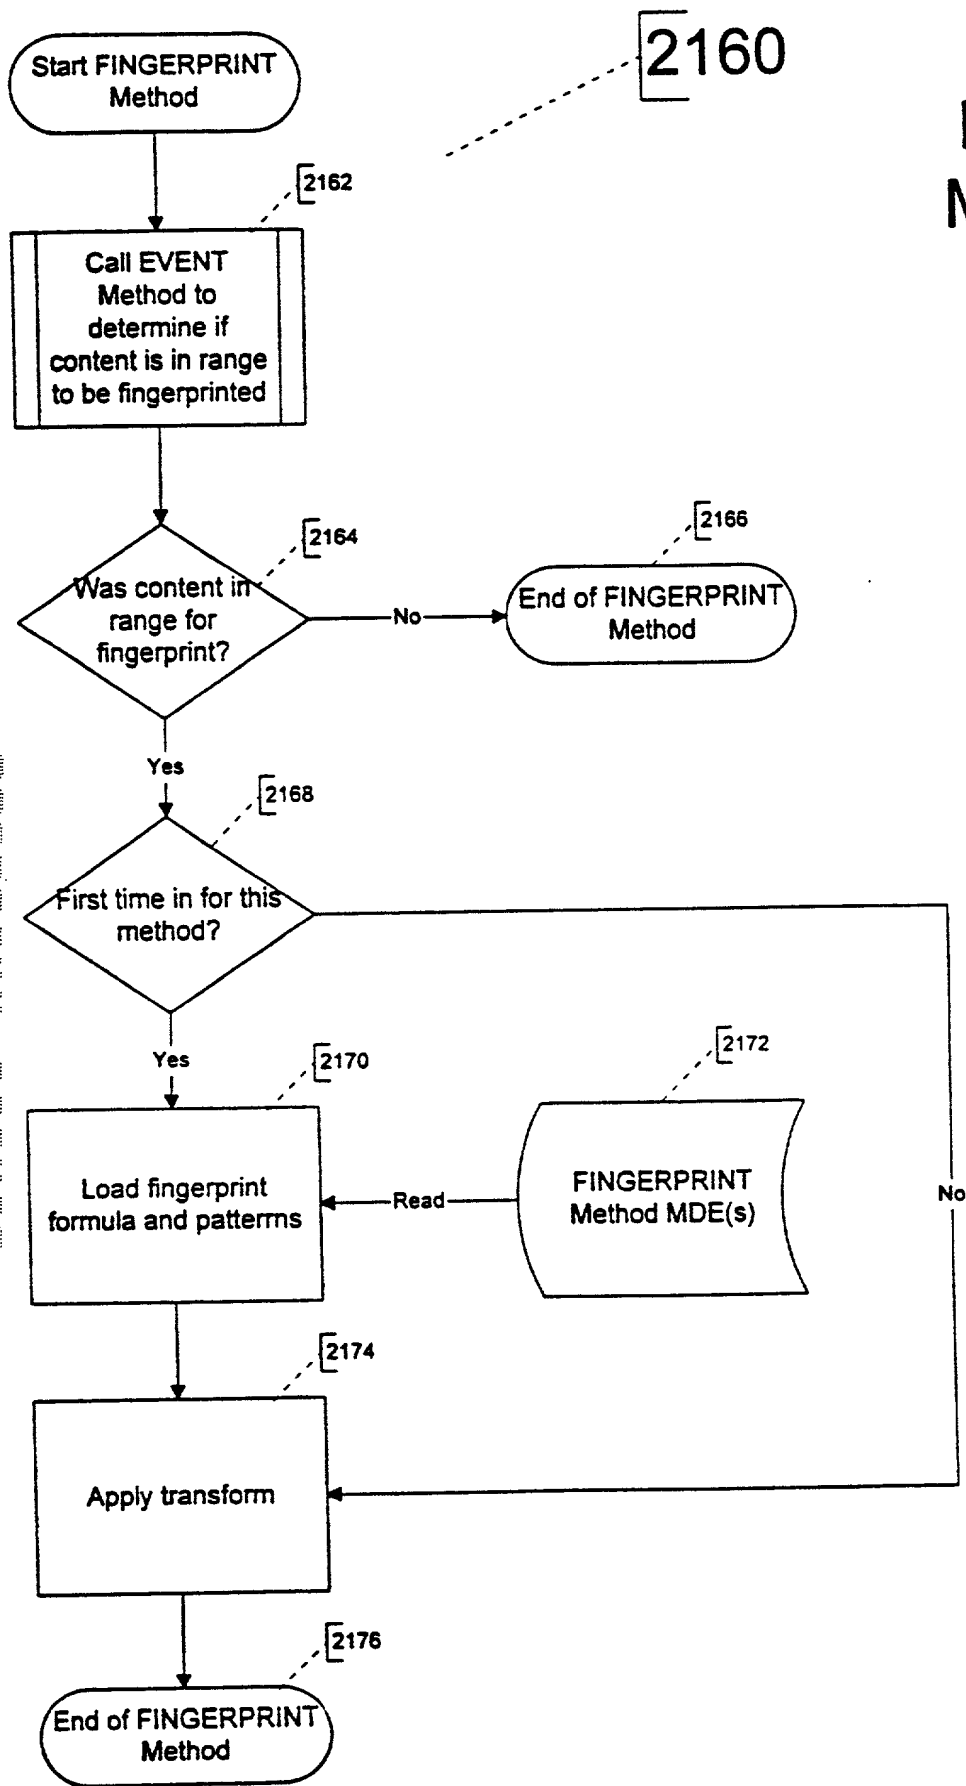 2160
Start FINGERPRINT
Method
2162
Call EVENT
Method to
determine if
content is in range
to be fingerprinted
2164
Was content in
range for
fingerprint?
No
2166
End of FINGERPRINT
Method
Yes
2168
First time in for this
method?
Yes
2170
Load fingerprint
formula and patterrns
Read
2172
FINGERPRINT
Method MDE(s)
No
2174
Apply transform
2176
End of FINGERPRINT
Method